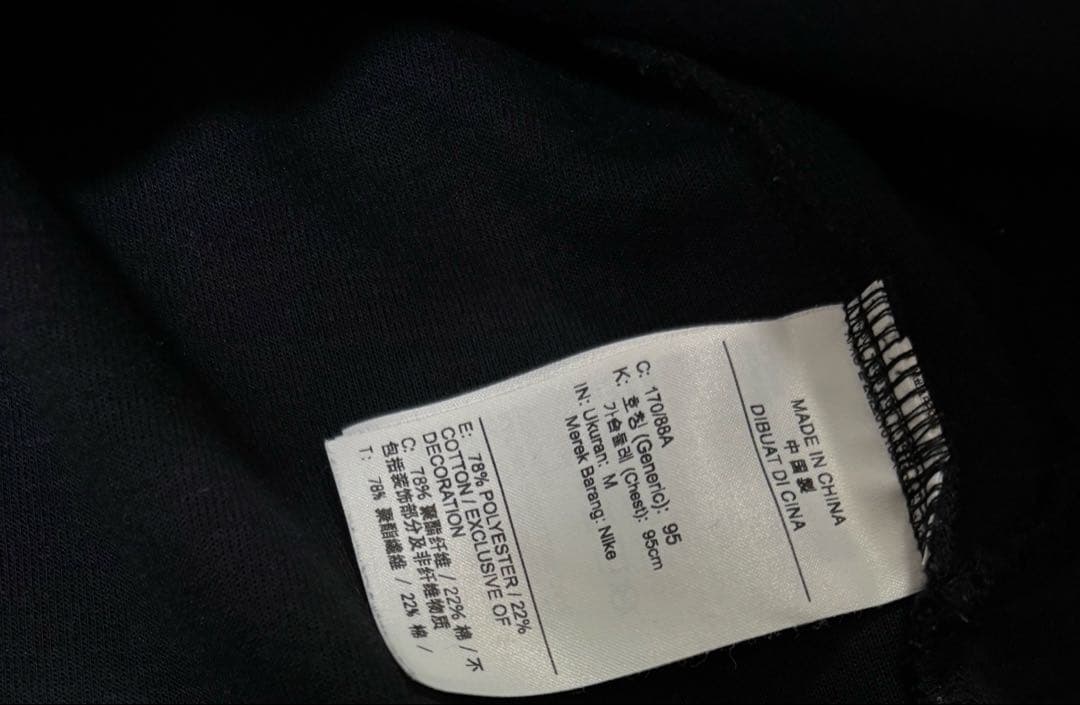 MADE IN CHINA
中国製
DIBUAT DI CINA
C: 170/88A
K: 호칭 (Generic): 95
가슴둘레 (Chest): 95cm
IN: Ukuran: M
Merek Barang: Nike
E: 78% POLYESTER / 22%
COTTON / EXCLUSIVE OF
DECORATION
C: 78% 聚酯纤维 / 22% 棉 / 不
包括装饰部分及非纤维物质
T: 78% 聚酯纖維 / 22% 棉 /